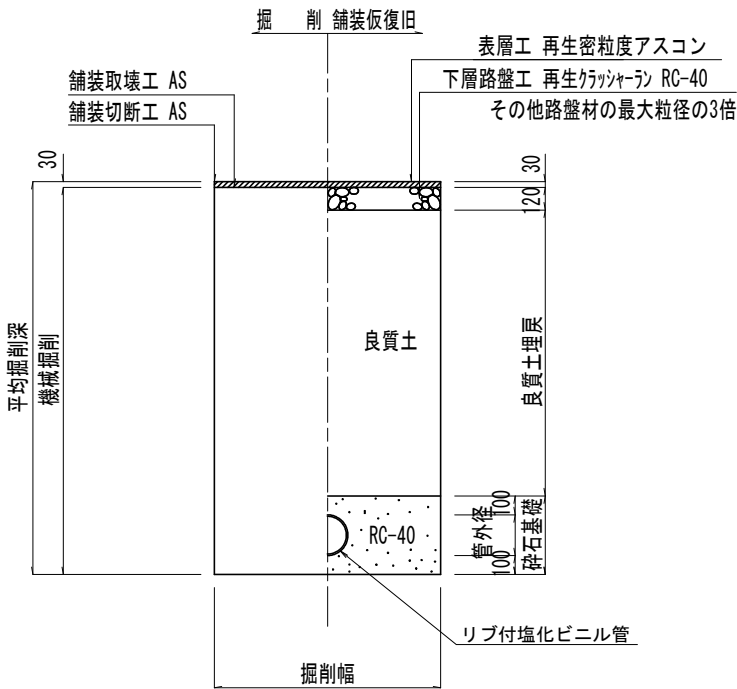 掘 削 舗装仮復旧
表層工 再生密粒度アスコン
舗装取壊工 AS
下層路盤工 再生クラッシャーラン RC-40
舗装切断工 AS
その他路盤材の最大粒径の3倍
30
30
120
平均掘削深
機械掘削
良質土
良質土埋戻
100
管外径
100
砕石基礎
RC-40
リブ付塩化ビニル管
掘削幅